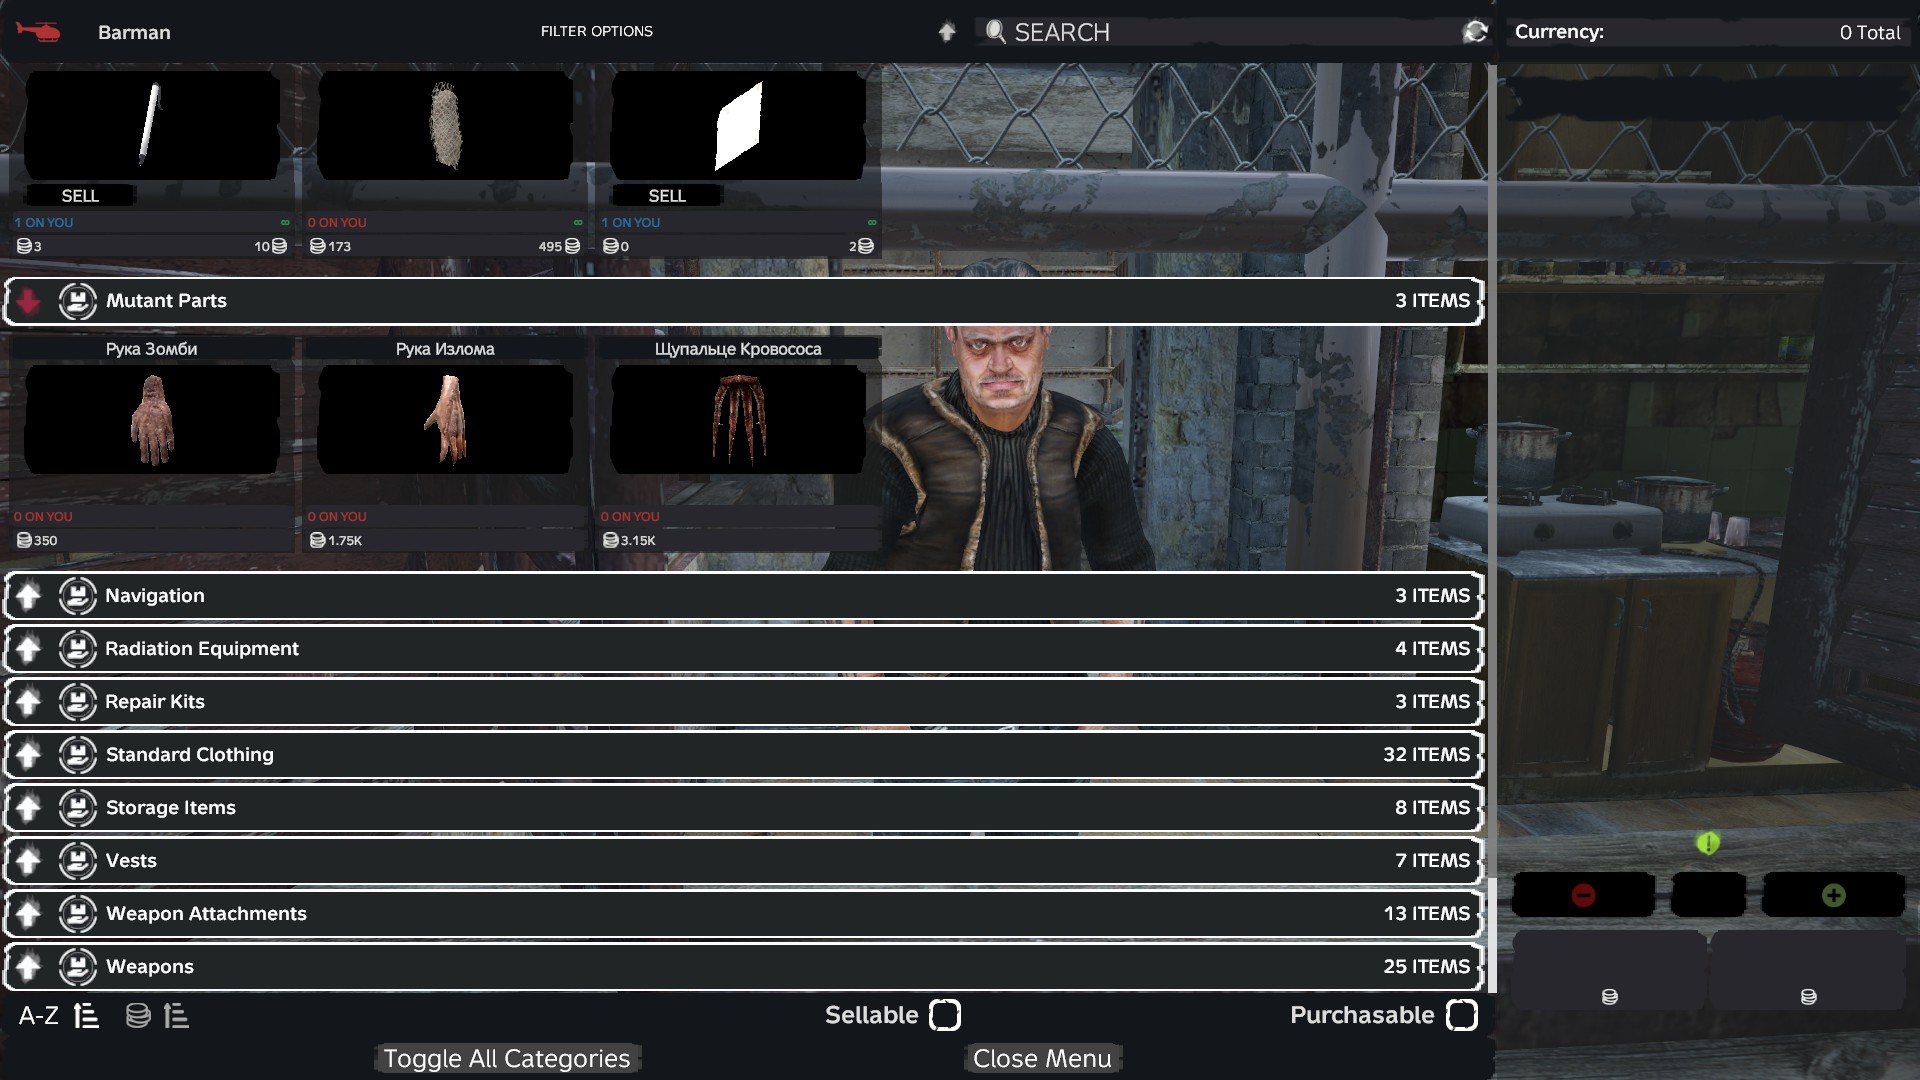 Barman
FILTER OPTIONS
SEARCH
Currency:
0 Total
SELL
SELL
1 ON YOU ∞
0 ON YOU ∞
1 ON YOU ∞
3 10
173 495
0 2
Mutant Parts 3 ITEMS
Рука Зомби
Рука Излома
Щупальце Кровососа
0 ON YOU
0 ON YOU
0 ON YOU
350
1.75K
3.15K
Navigation 3 ITEMS
Radiation Equipment 4 ITEMS
Repair Kits 3 ITEMS
Standard Clothing 32 ITEMS
Storage Items 8 ITEMS
Vests 7 ITEMS
Weapon Attachments 13 ITEMS
Weapons 25 ITEMS
A-Z
Sellable
Purchasable
Toggle All Categories
Close Menu